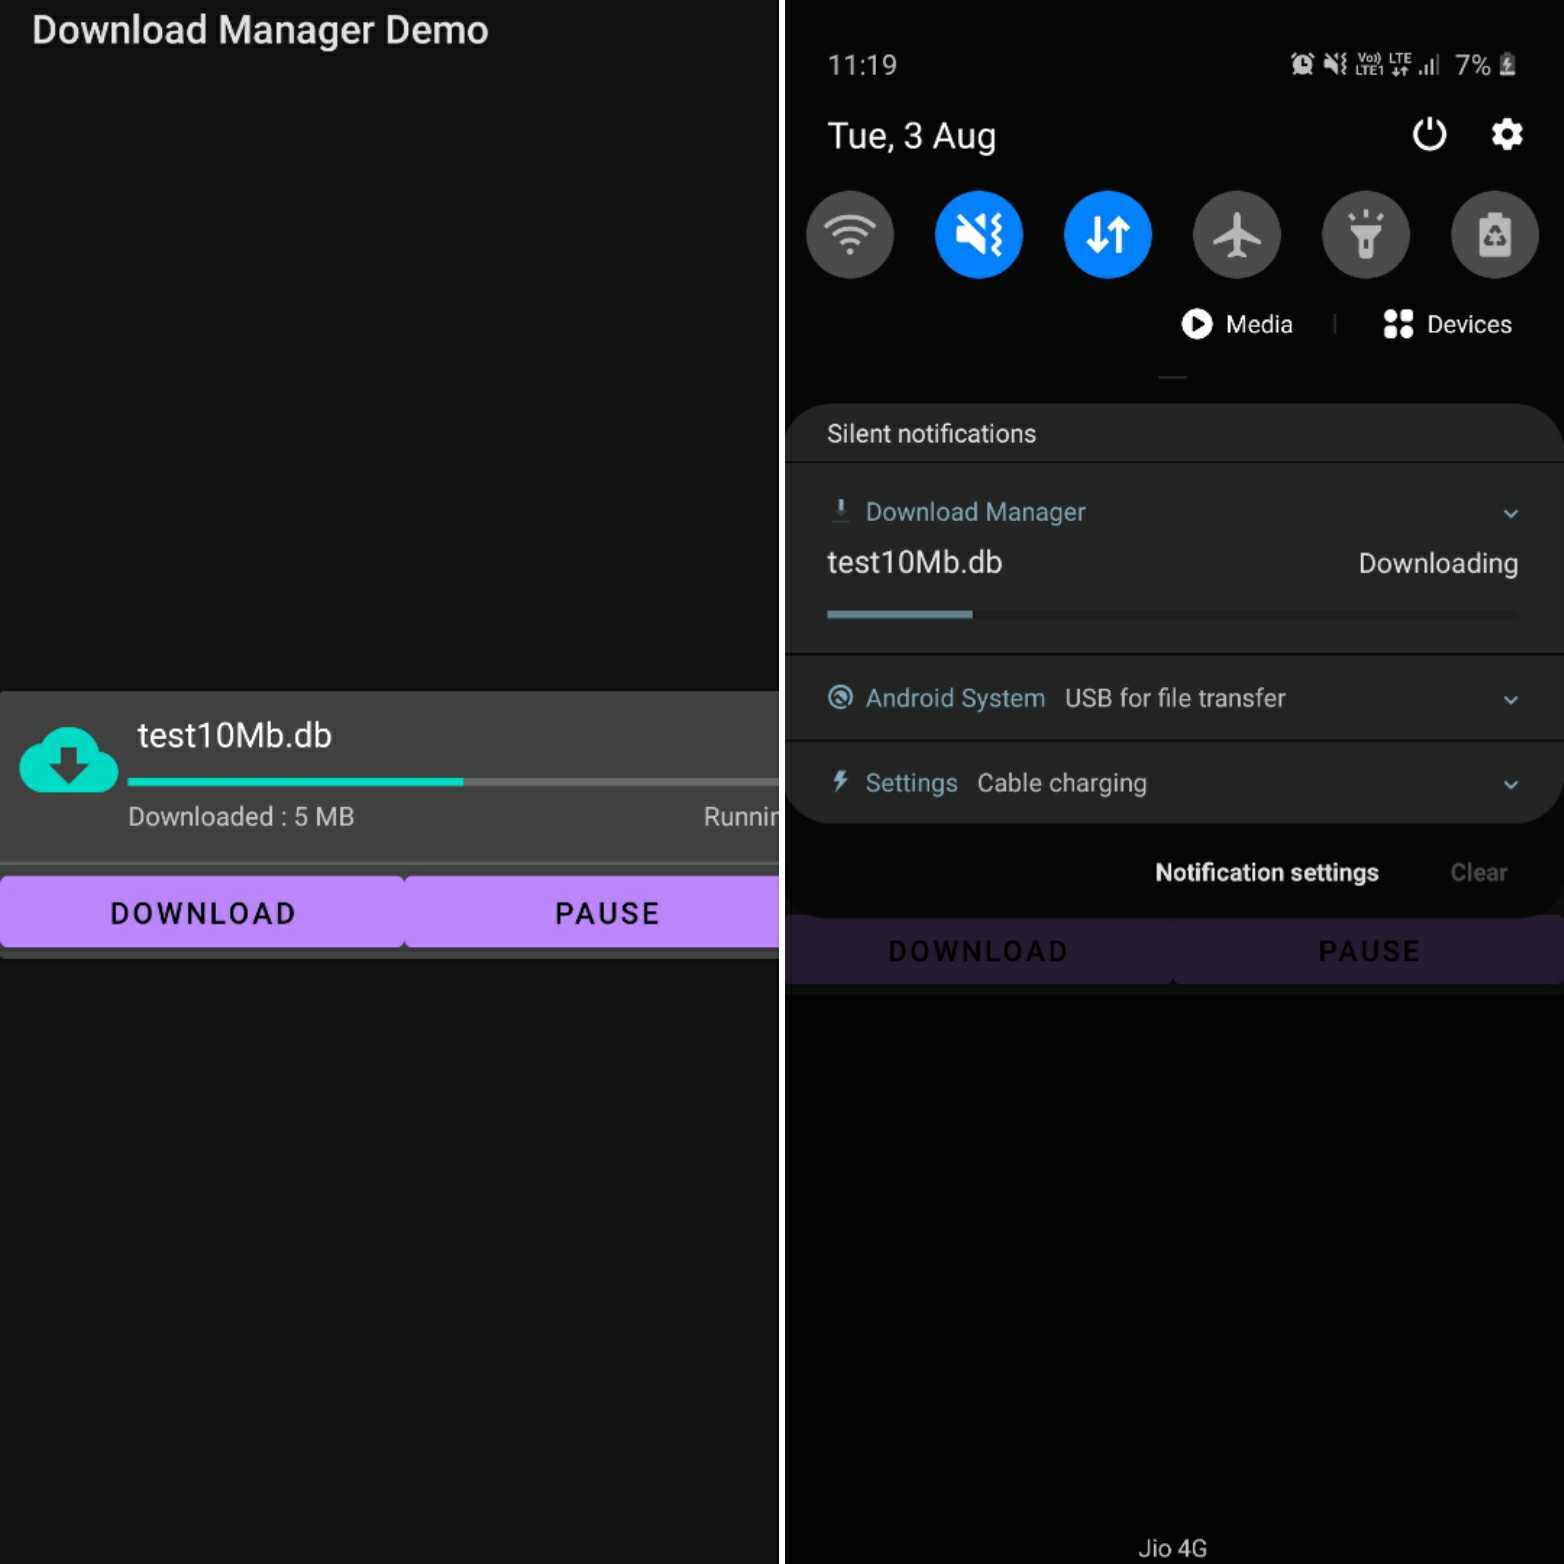 Download Manager Demo
test10Mb.db
Downloaded : 5 MB
Runnin
DOWNLOAD
PAUSE
11:19
Vo)) LTE
LTE1
7%
Tue, 3 Aug
Media
Devices
Silent notifications
Download Manager
test10Mb.db
Downloading
Android System USB for file transfer
Settings Cable charging
Notification settings
Clear
DOWNLOAD
PAUSE
Jio 4G